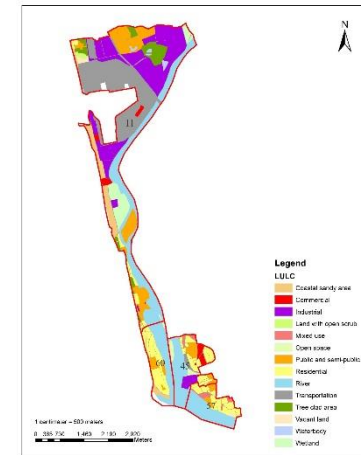 N
11
60
45
57
Legend
LULC
Coastal sandy area
Commercial
Industrial
Land with open scrub
Mixed use
Open space
Public and semi-public
Residential
River
Transportation
Tree clad area
Vacant land
Waterbody
Wetland
1 centimeter = 500 meters
Meters